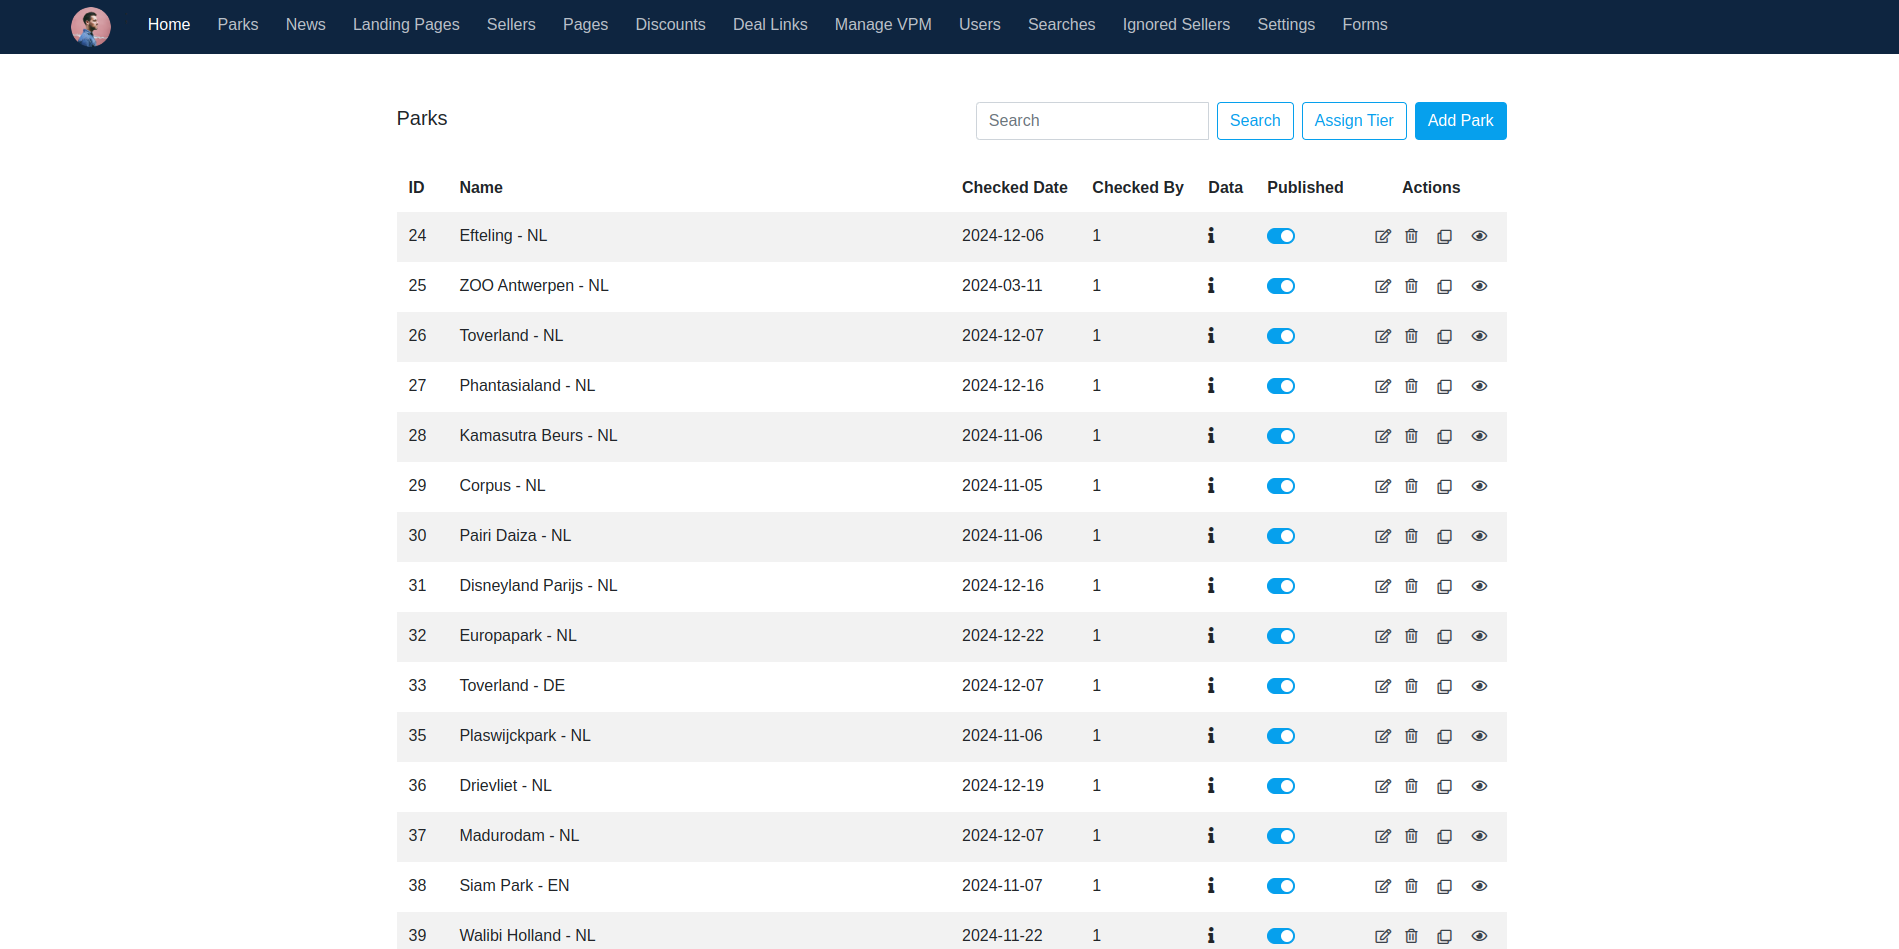 Home Parks News Landing Pages Sellers Pages Discounts Deal Links Manage VPM Users Searches Ignored Sellers Settings Forms
Parks Search Search Assign Tier Add Park
ID Name Checked Date Checked By Data Published Actions
24 Efteling - NL 2024-12-06 1
25 ZOO Antwerpen - NL 2024-03-11 1
26 Toverland - NL 2024-12-07 1
27 Phantasialand - NL 2024-12-16 1
28 Kamasutra Beurs - NL 2024-11-06 1
29 Corpus - NL 2024-11-05 1
30 Pairi Daiza - NL 2024-11-06 1
31 Disneyland Parijs - NL 2024-12-16 1
32 Europapark - NL 2024-12-22 1
33 Toverland - DE 2024-12-07 1
35 Plaswijckpark - NL 2024-11-06 1
36 Drievliet - NL 2024-12-19 1
37 Madurodam - NL 2024-12-07 1
38 Siam Park - EN 2024-11-07 1
39 Walibi Holland - NL 2024-11-22 1